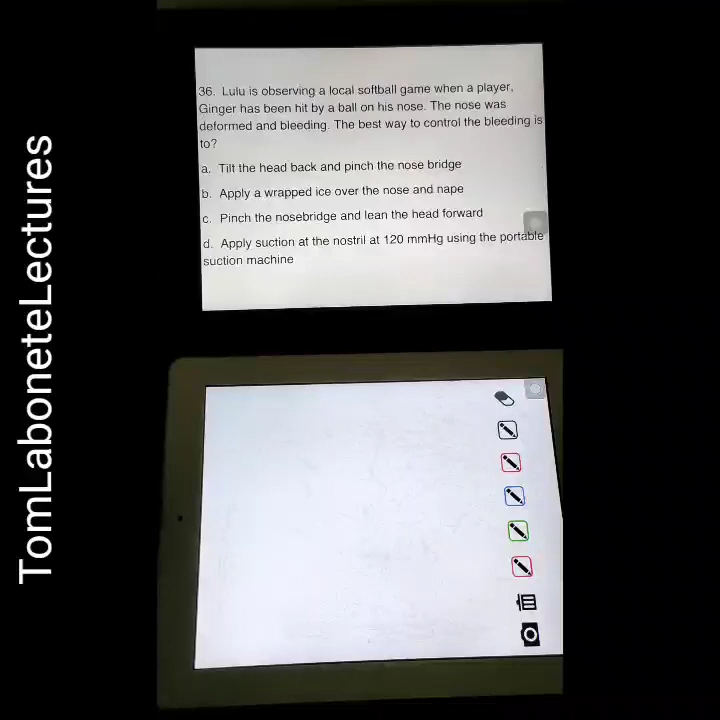 TomLaboneteLectures
36. Lulu is observing a local softball game when a player,
Ginger has been hit by a ball on his nose. The nose was
deformed and bleeding. The best way to control the bleeding is
to?
a. Tilt the head back and pinch the nose bridge
b. Apply a wrapped ice over the nose and nape
c. Pinch the nosebridge and lean the head forward
d. Apply suction at the nostril at 120 mmHg using the portable
suction machine